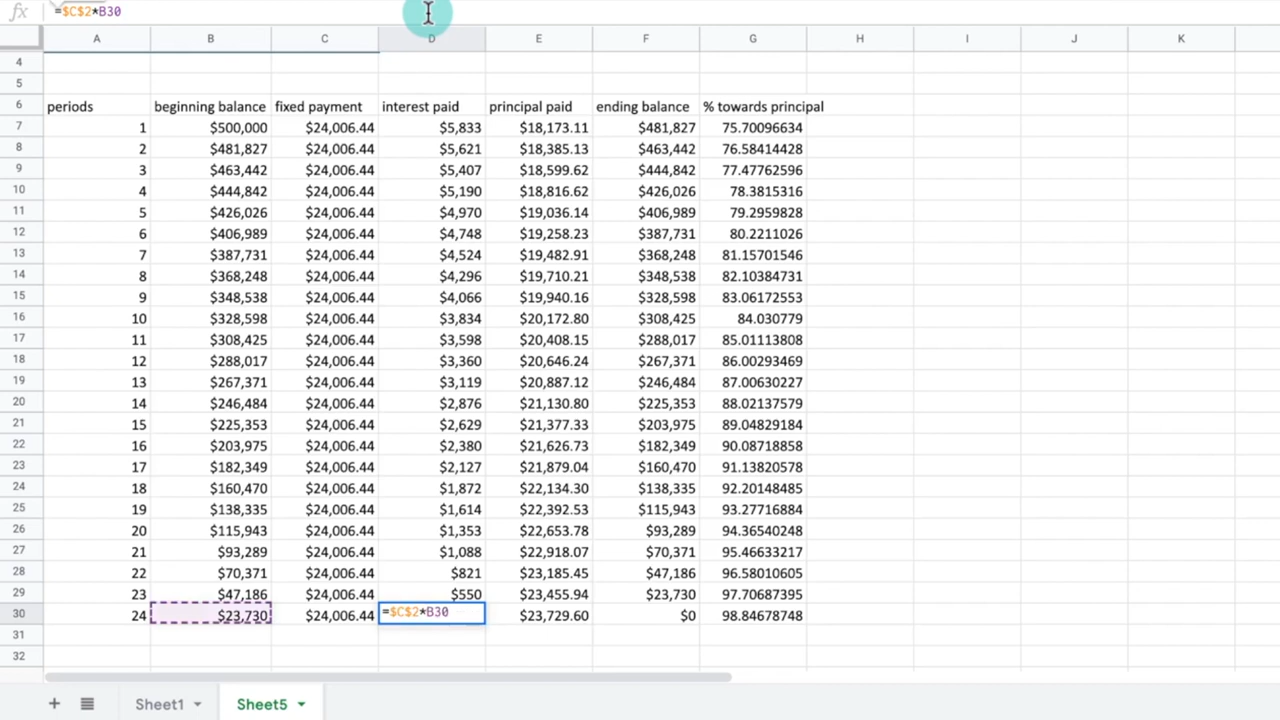 fx =$C$2*B30
A B C D E F G H I J K
4
5
6 periods beginning balance fixed payment interest paid principal paid ending balance % towards principal
7 1 $500,000 $24,006.44 $5,833 $18,173.11 $481,827 75.70096634
8 2 $481,827 $24,006.44 $5,621 $18,385.13 $463,442 76.58414428
9 3 $463,442 $24,006.44 $5,407 $18,599.62 $444,842 77.47762596
10 4 $444,842 $24,006.44 $5,190 $18,816.62 $426,026 78.3815316
11 5 $426,026 $24,006.44 $4,970 $19,036.14 $406,989 79.2959828
12 6 $406,989 $24,006.44 $4,748 $19,258.23 $387,731 80.2211026
13 7 $387,731 $24,006.44 $4,524 $19,482.91 $368,248 81.15701546
14 8 $368,248 $24,006.44 $4,296 $19,710.21 $348,538 82.10384731
15 9 $348,538 $24,006.44 $4,066 $19,940.16 $328,598 83.06172553
16 10 $328,598 $24,006.44 $3,834 $20,172.80 $308,425 84.030779
17 11 $308,425 $24,006.44 $3,598 $20,408.15 $288,017 85.01113808
18 12 $288,017 $24,006.44 $3,360 $20,646.24 $267,371 86.00293469
19 13 $267,371 $24,006.44 $3,119 $20,887.12 $246,484 87.00630227
20 14 $246,484 $24,006.44 $2,876 $21,130.80 $225,353 88.02137579
21 15 $225,353 $24,006.44 $2,629 $21,377.33 $203,975 89.04829184
22 16 $203,975 $24,006.44 $2,380 $21,626.73 $182,349 90.08718858
23 17 $182,349 $24,006.44 $2,127 $21,879.04 $160,470 91.13820578
24 18 $160,470 $24,006.44 $1,872 $22,134.30 $138,335 92.20148485
25 19 $138,335 $24,006.44 $1,614 $22,392.53 $115,943 93.27716884
26 20 $115,943 $24,006.44 $1,353 $22,653.78 $93,289 94.36540248
27 21 $93,289 $24,006.44 $1,088 $22,918.07 $70,371 95.46633217
28 22 $70,371 $24,006.44 $821 $23,185.45 $47,186 96.58010605
29 23 $47,186 $24,006.44 $550 $23,455.94 $23,730 97.70687395
30 24 $23,730 $24,006.44 =$C$2*B30 $23,729.60 $0 98.84678748
31
32
+ Sheet1 Sheet5